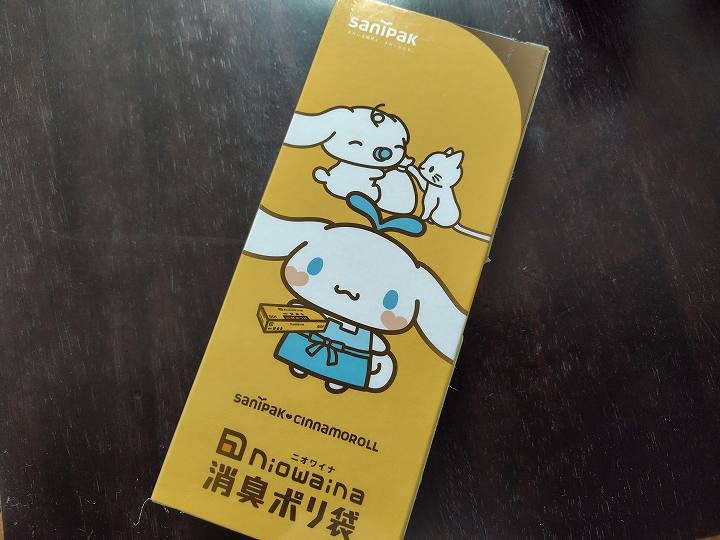 sanipak
sanipak♥cinnamoroll
ニオワイナ
niowaina
消臭ポリ袋